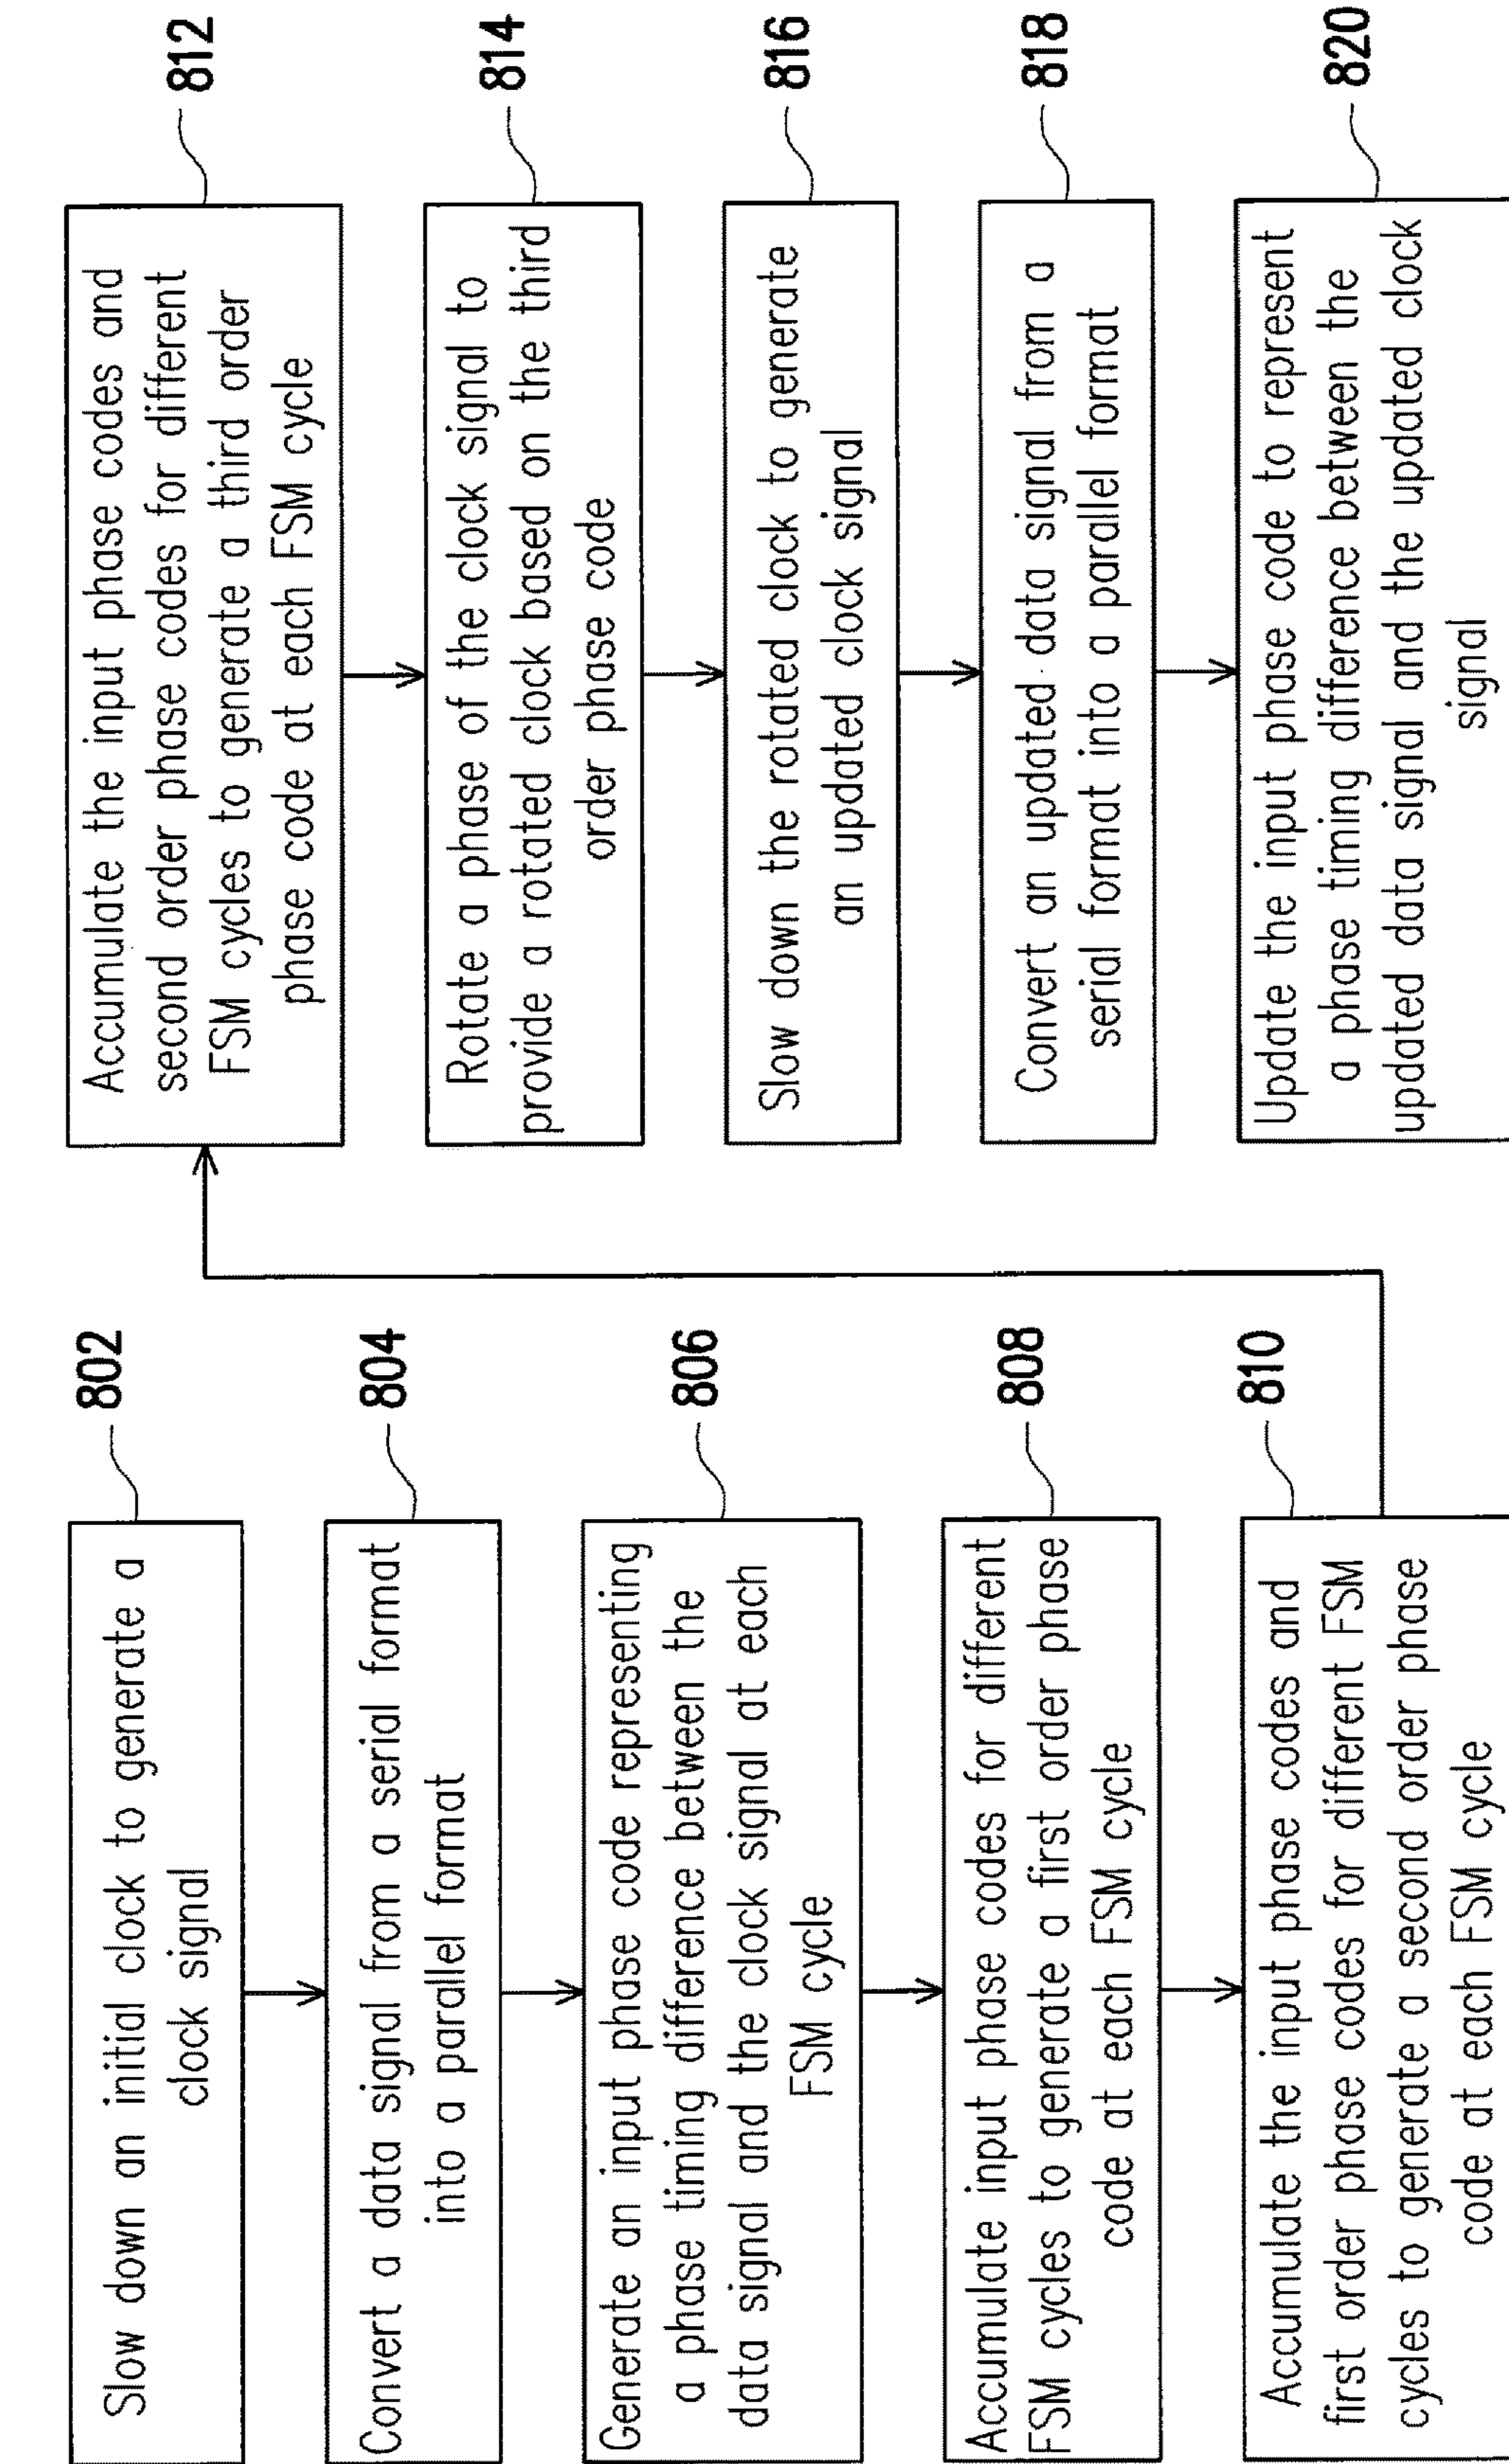 802
Slow down an initial clock to generate a
clock signal
804
Convert a data signal from a serial format
into a parallel format
806
Generate an input phase code representing
a phase timing difference between the
data signal and the clock signal at each
FSM cycle
808
Accumulate input phase codes for different
FSM cycles to generate a first order phase
code at each FSM cycle
810
Accumulate the input phase codes and
first order phase codes for different FSM
cycles to generate a second order phase
code at each FSM cycle
812
Accumulate the input phase codes and
second order phase codes for different
FSM cycles to generate a third order
phase code at each FSM cycle
814
Rotate a phase of the clock signal to
provide a rotated clock based on the third
order phase code
816
Slow down the rotated clock to generate
an updated clock signal
818
Convert an updated data signal from a
serial format into a parallel format
820
Update the input phase code to represent
a phase timing difference between the
updated data signal and the updated clock
signal